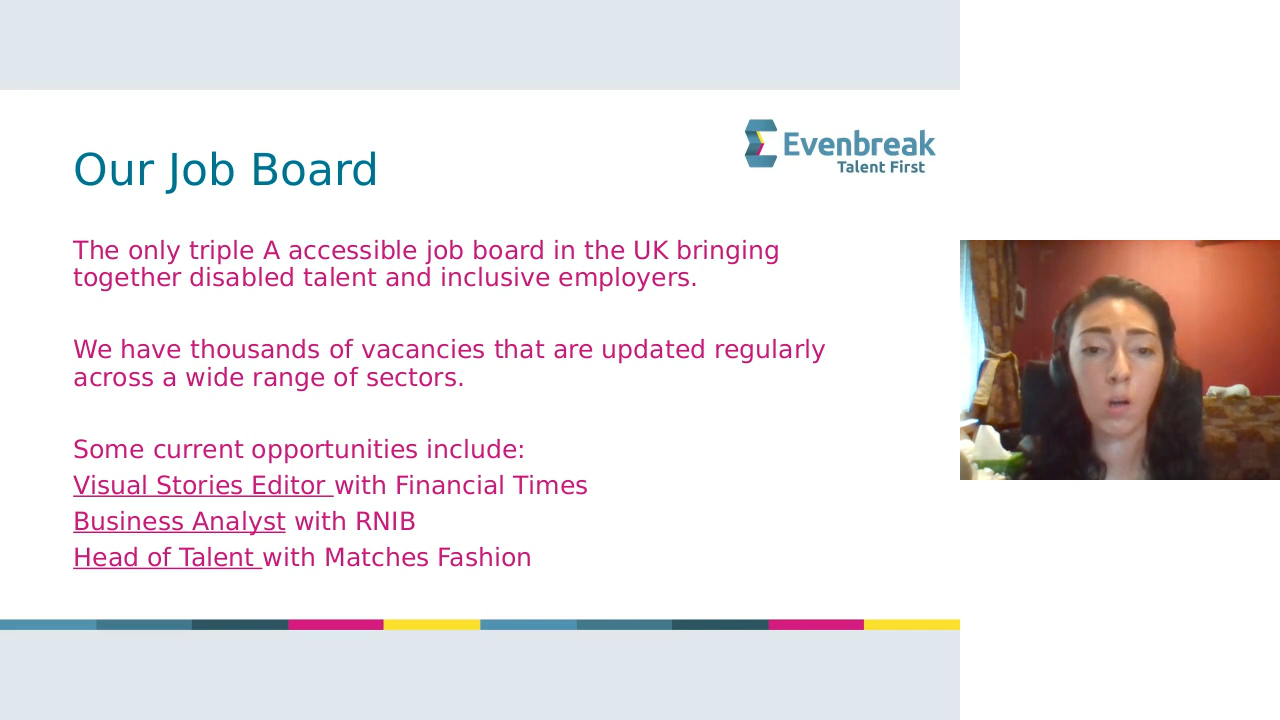 Evenbreak
Talent First
Our Job Board
The only triple A accessible job board in the UK bringing
together disabled talent and inclusive employers.
We have thousands of vacancies that are updated regularly
across a wide range of sectors.
Some current opportunities include:
Visual Stories Editor with Financial Times
Business Analyst with RNIB
Head of Talent with Matches Fashion